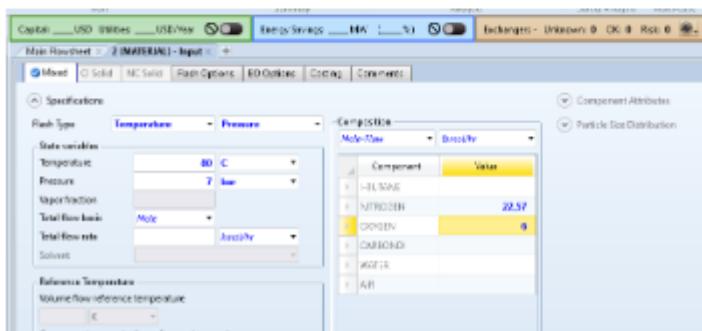 Capital: ____USD Utilities: ____USD/Year
Energy Savings: ____MW (____%)
Exchangers - Unknown: 0 OK: 0 Risk: 0
Main Flowsheet × 2 (MATERIAL) - Input × +
Mixed CI Solid NC Solid Flash Options EO Options Costing Comments
Specifications
Flash Type Temperature Pressure
State variables
Temperature 80 C
Pressure 7 bar
Vapor fraction
Total flow basis Mole
Total flow rate kmol/hr
Solvent
Reference Temperature
Volume flow reference temperature
C
Composition
Mole-Flow kmol/hr
Component Value
NITROGEN 22.57
OXYGEN 6
WATER
AIR
Component Attributes
Particle Size Distribution